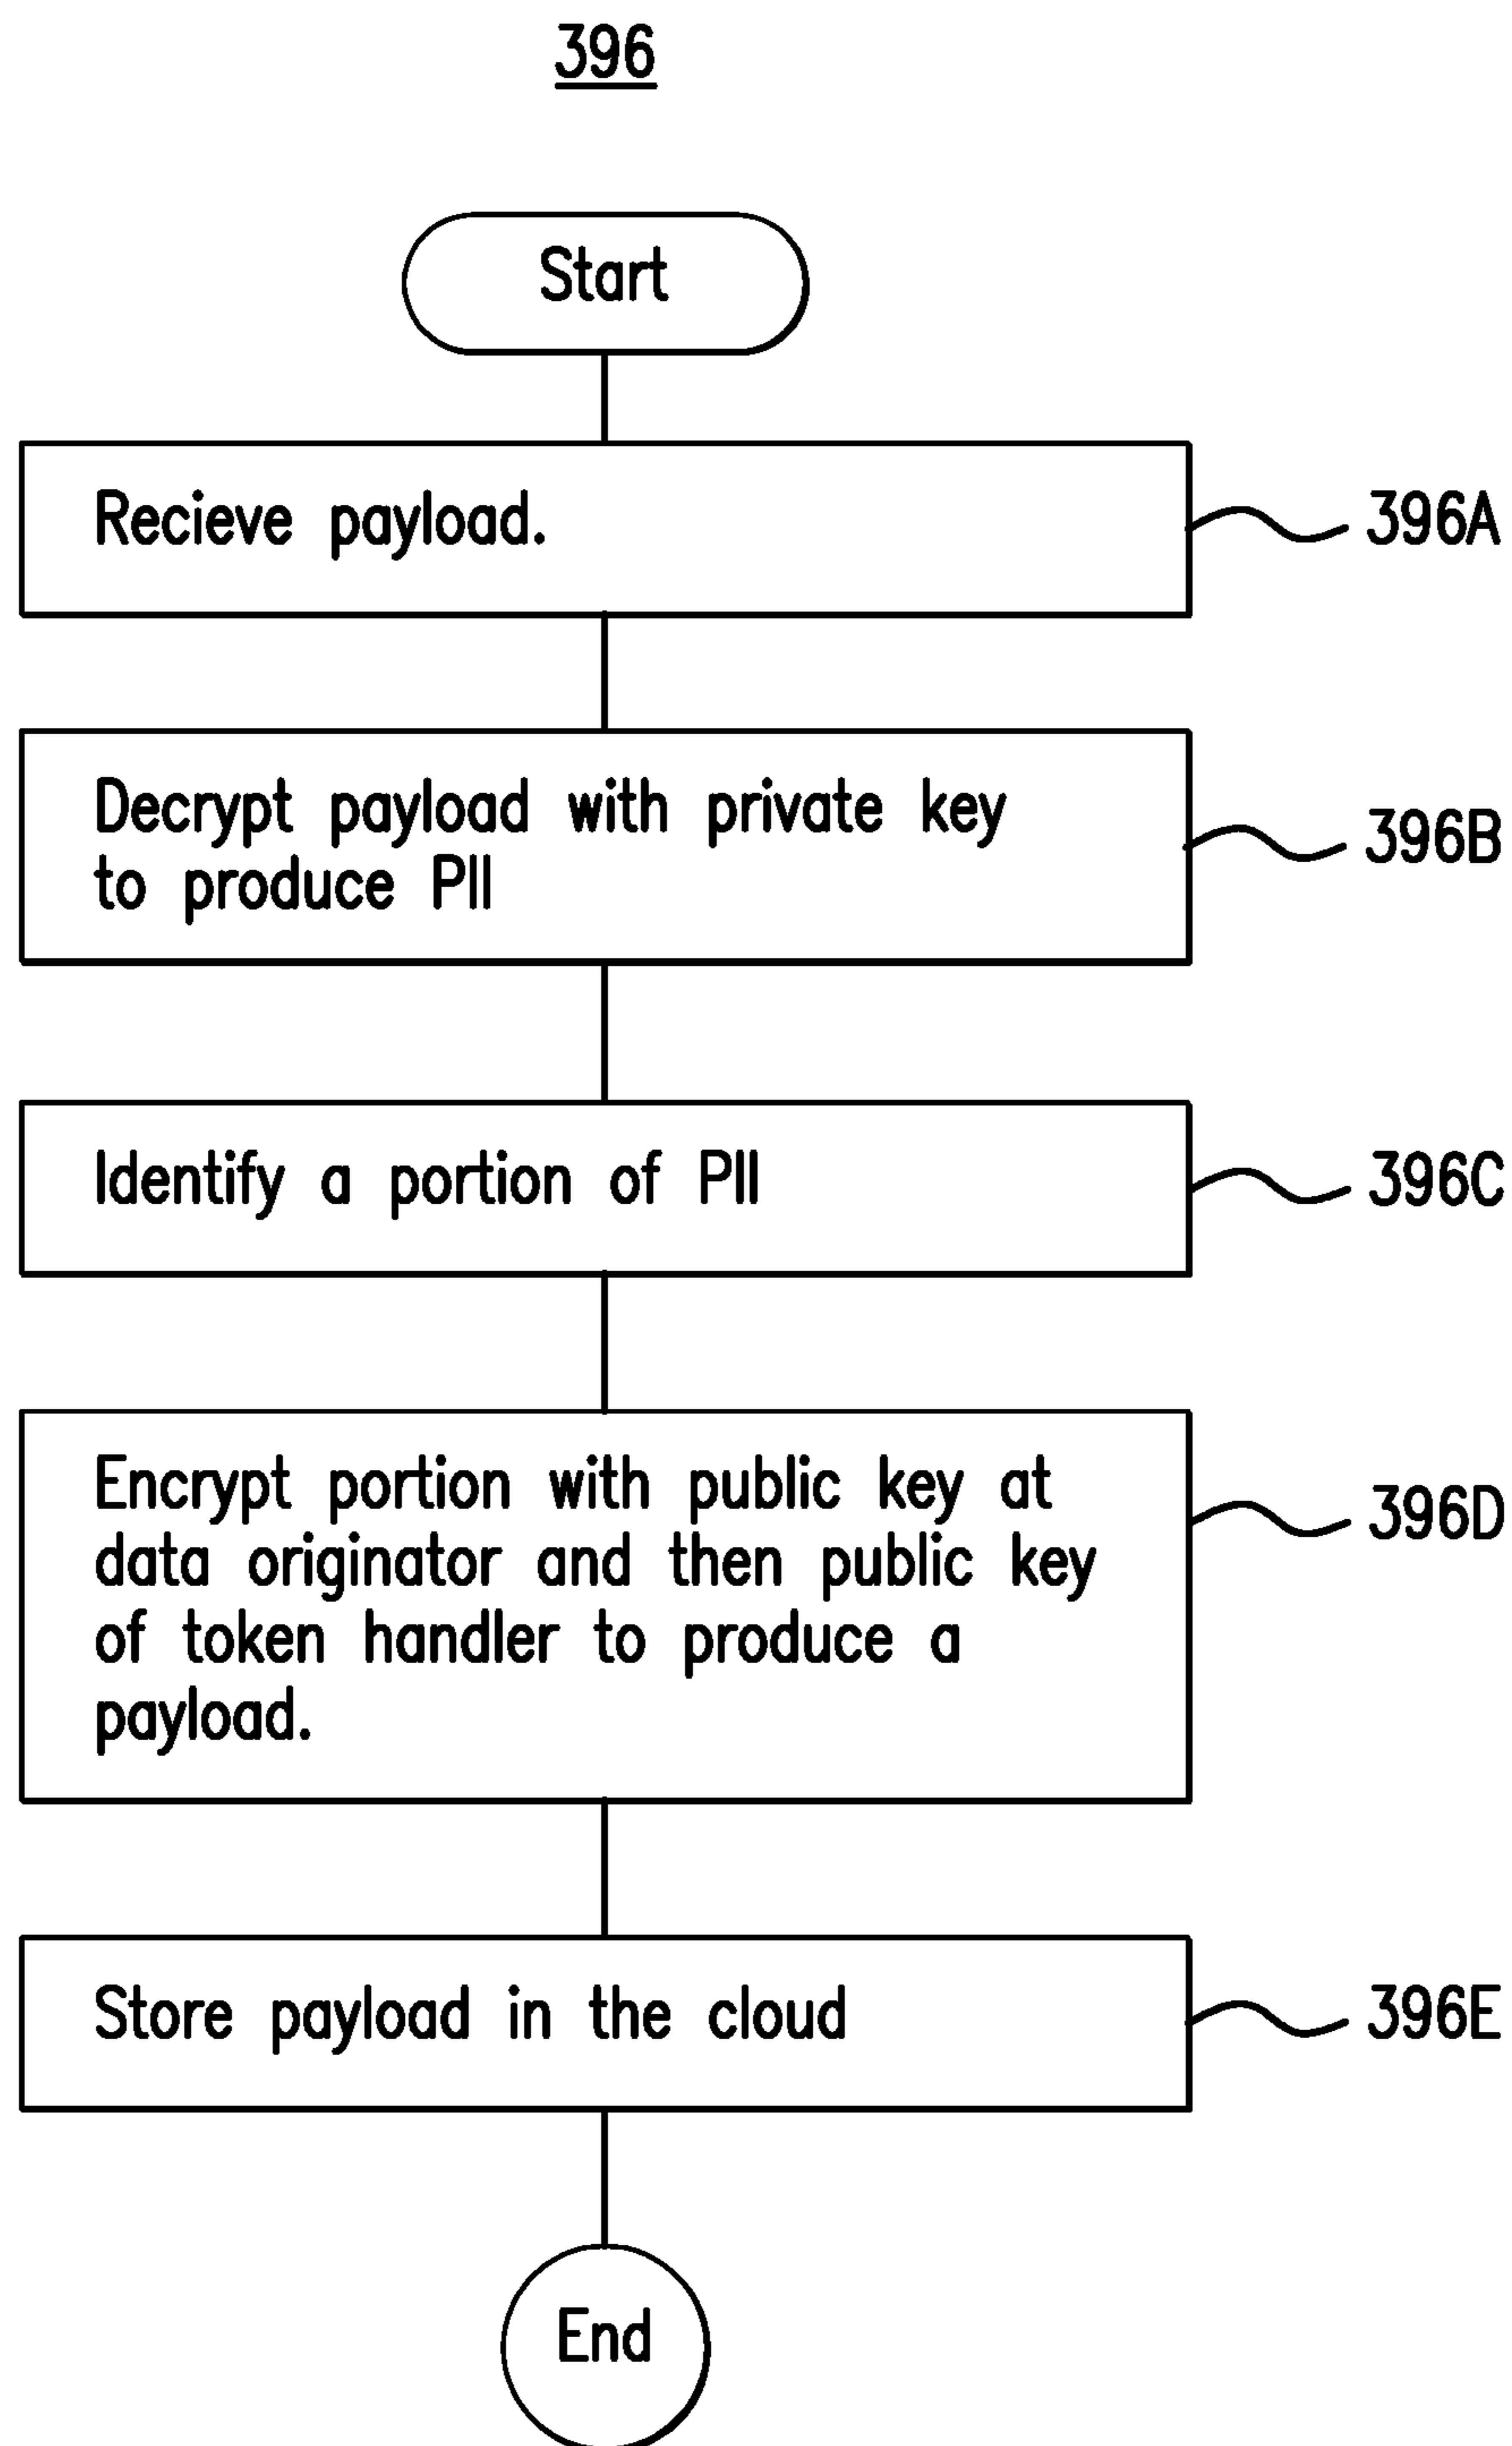 396
Start
Recieve payload.
396A
Decrypt payload with private key
to produce PII
396B
Identify a portion of PII
396C
Encrypt portion with public key at
data originator and then public key
of token handler to produce a
payload.
396D
Store payload in the cloud
396E
End